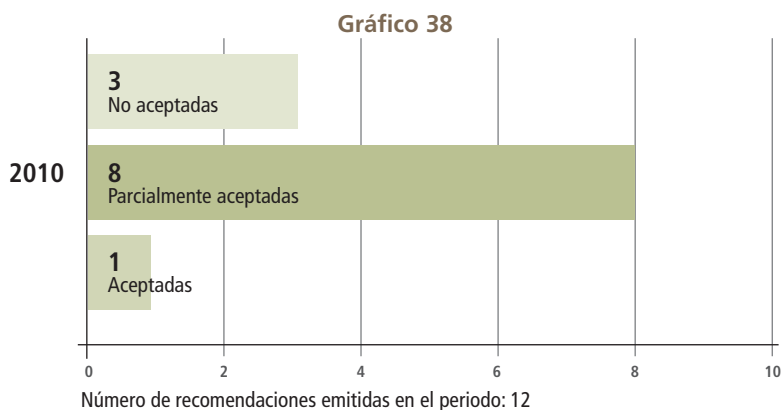 Gráfico 38
3
No aceptadas
2010
8
Parcialmente aceptadas
1
Aceptadas
0 2 4 6 8 10
Número de recomendaciones emitidas en el periodo: 12